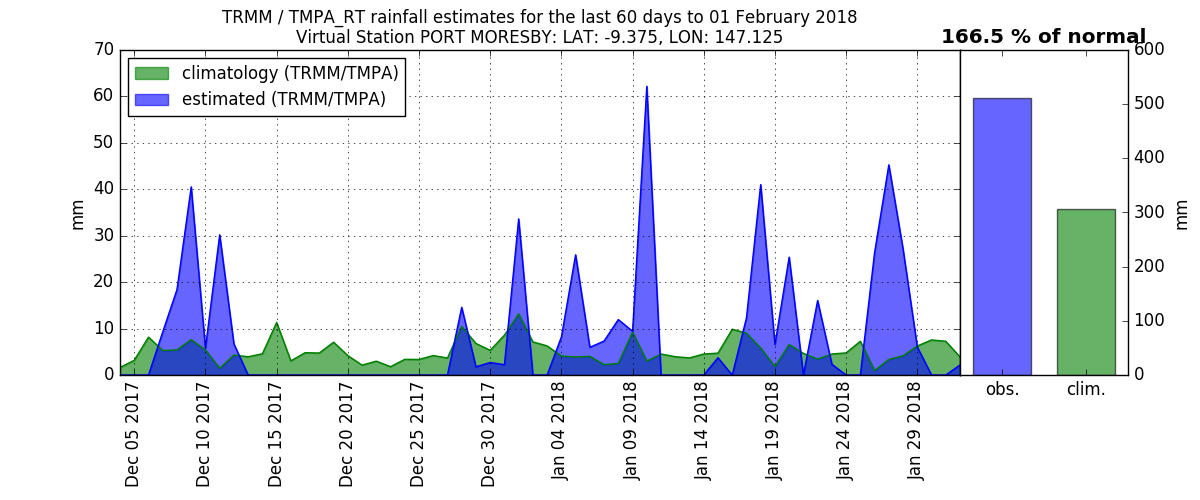 TRMM / TMPA_RT rainfall estimates for the last 60 days to 01 February 2018
Virtual Station PORT MORESBY: LAT: -9.375, LON: 147.125
166.5 % of normal
climatology (TRMM/TMPA)
estimated (TRMM/TMPA)
70
60
50
40
30
20
10
0
mm
Dec 05 2017
Dec 10 2017
Dec 15 2017
Dec 20 2017
Dec 25 2017
Dec 30 2017
Jan 04 2018
Jan 09 2018
Jan 14 2018
Jan 19 2018
Jan 24 2018
Jan 29 2018
obs.
clim.
600
500
400
300
200
100
0
mm